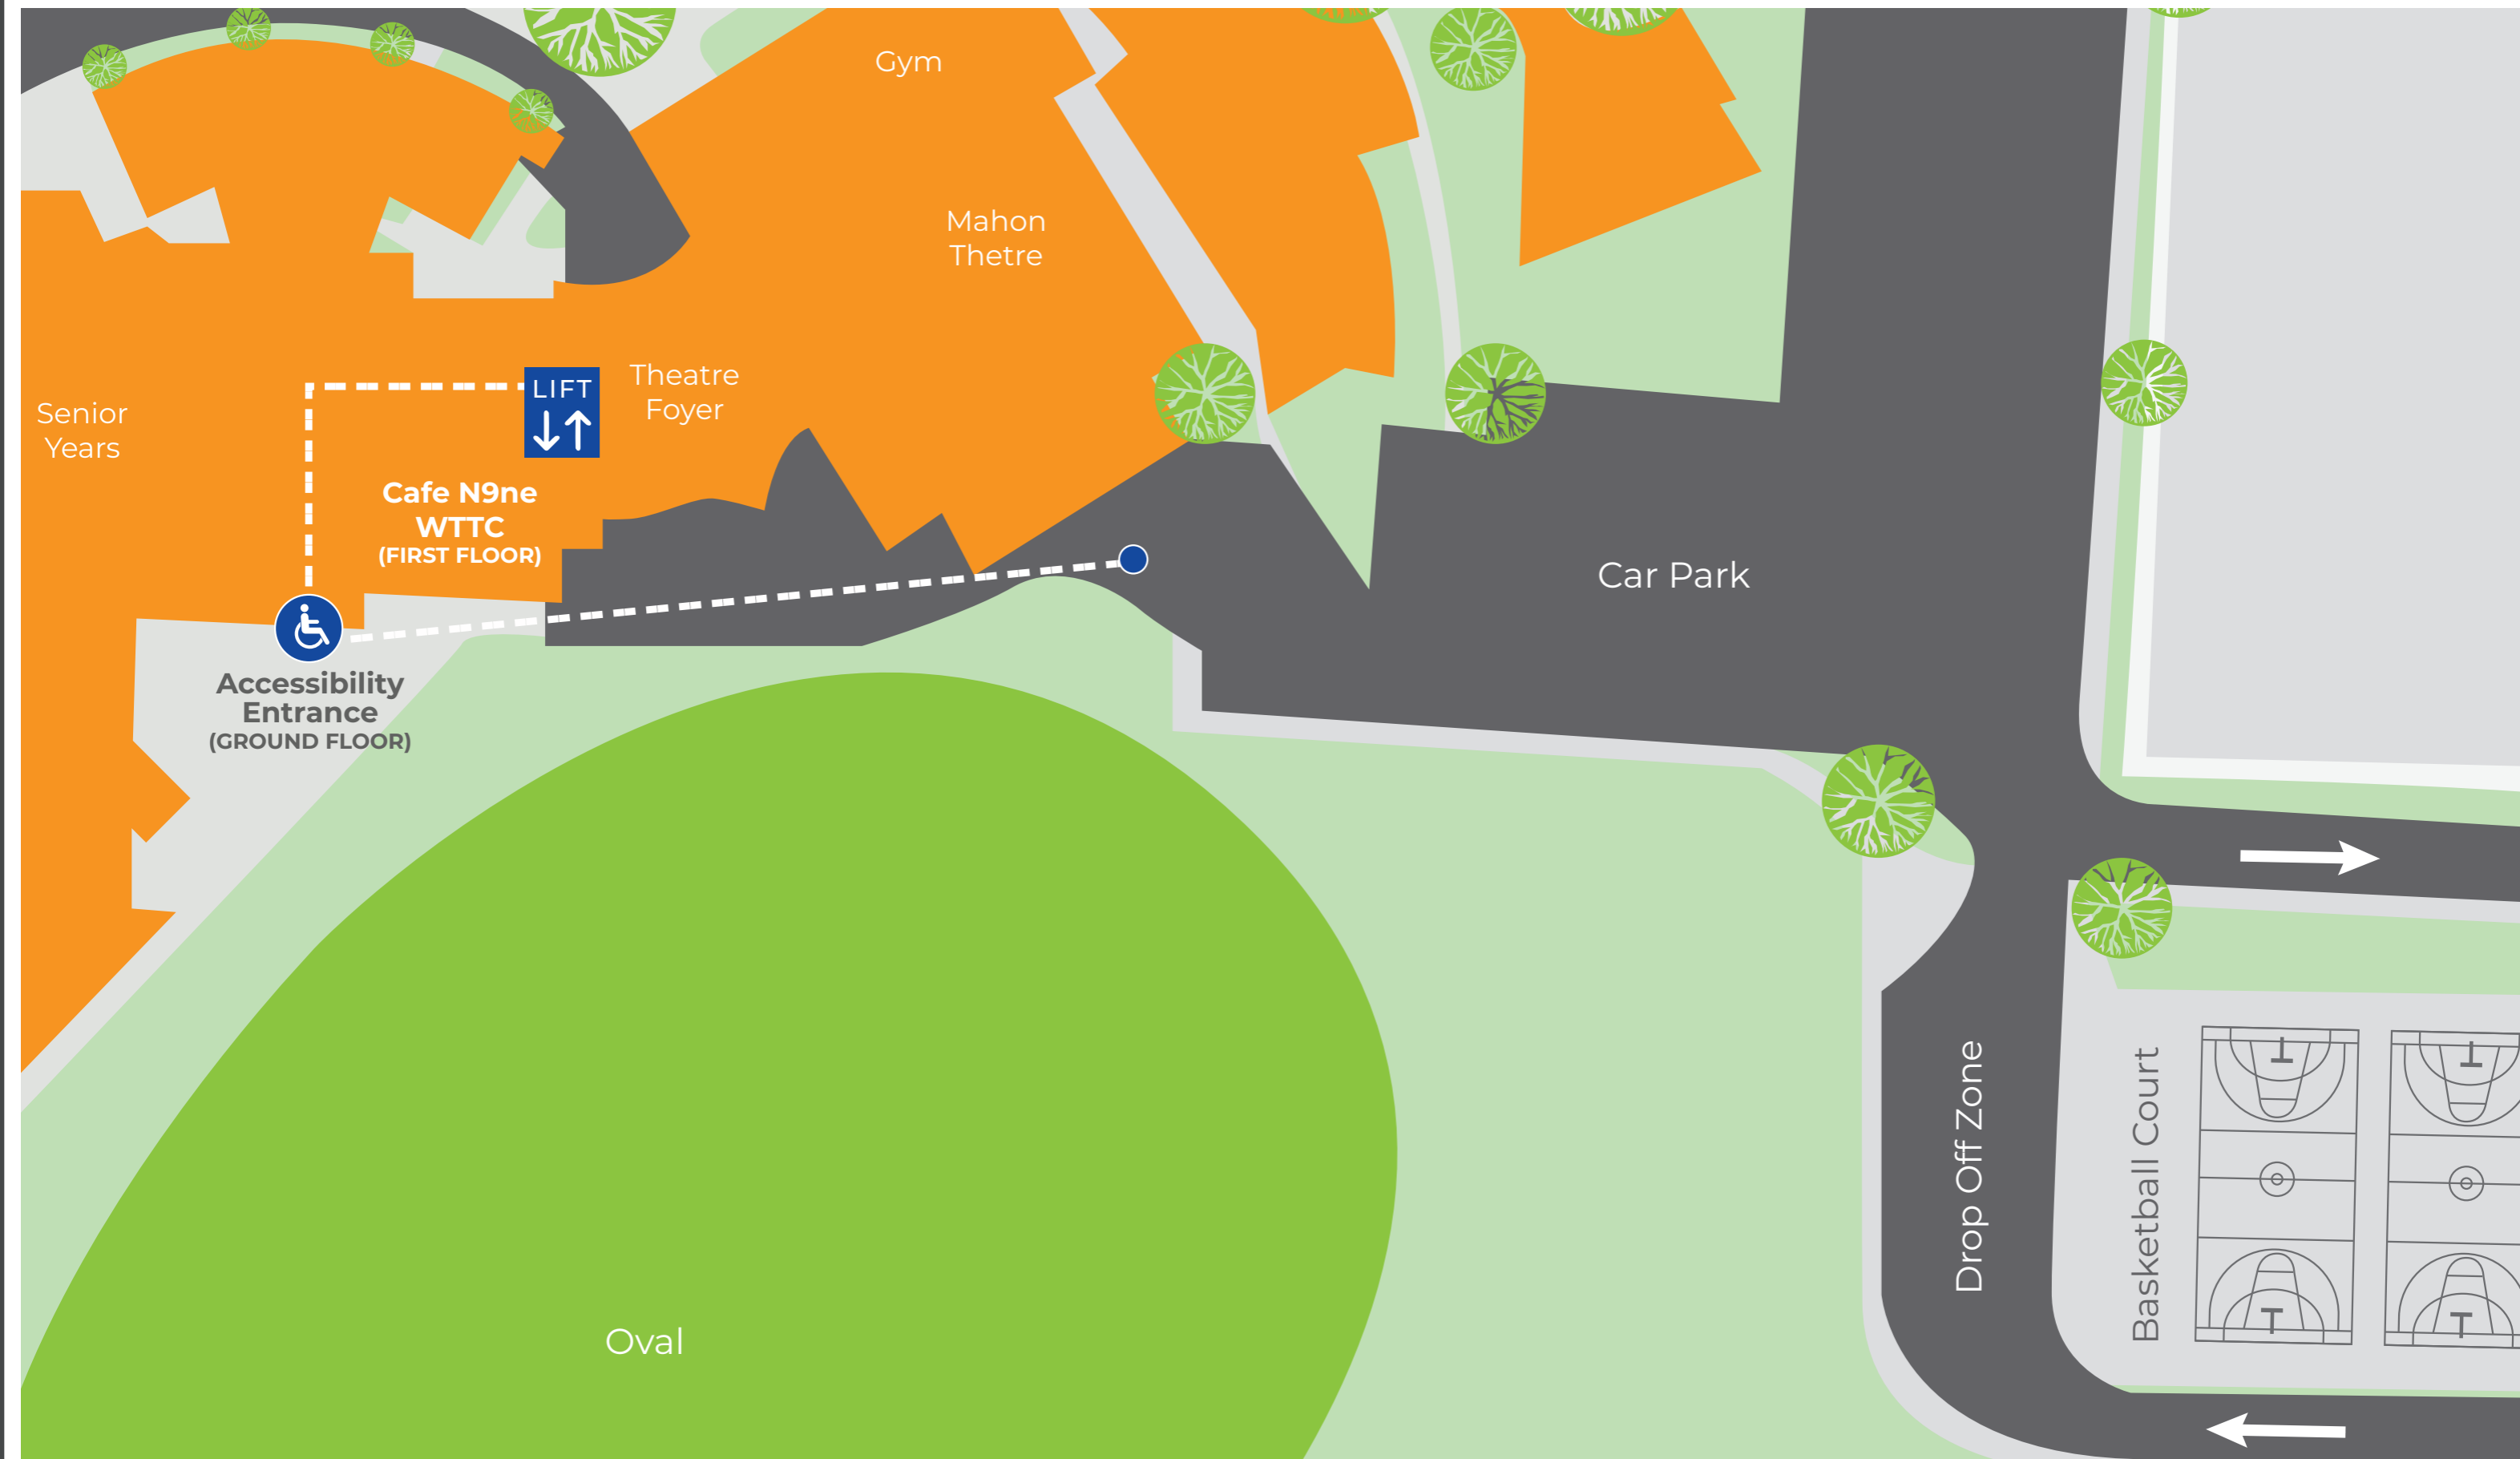 Gym
Mahon
Thetre
LIFT
Theatre
Foyer
Senior
Years
Cafe N9ne
WTTC
(FIRST FLOOR)
Car Park
Accessibility
Entrance
(GROUND FLOOR)
Drop Off Zone
Basketball Court
Oval